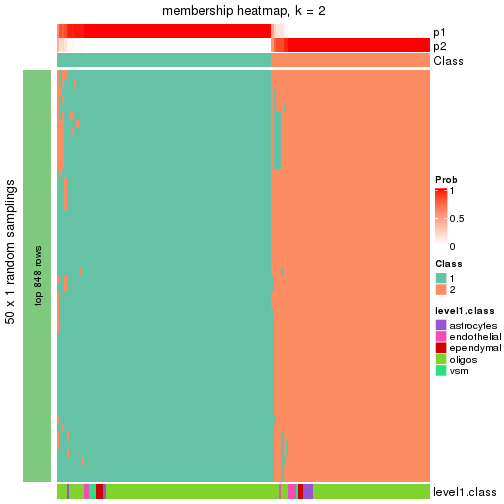 membership heatmap, k = 2
p1
p2
Class
50 x 1 random samplings
top 848 rows
Prob
1
0.5
0
Class
1
2
level1.class
astrocytes
endothelial
ependymal
oligos
vsm
level1.class